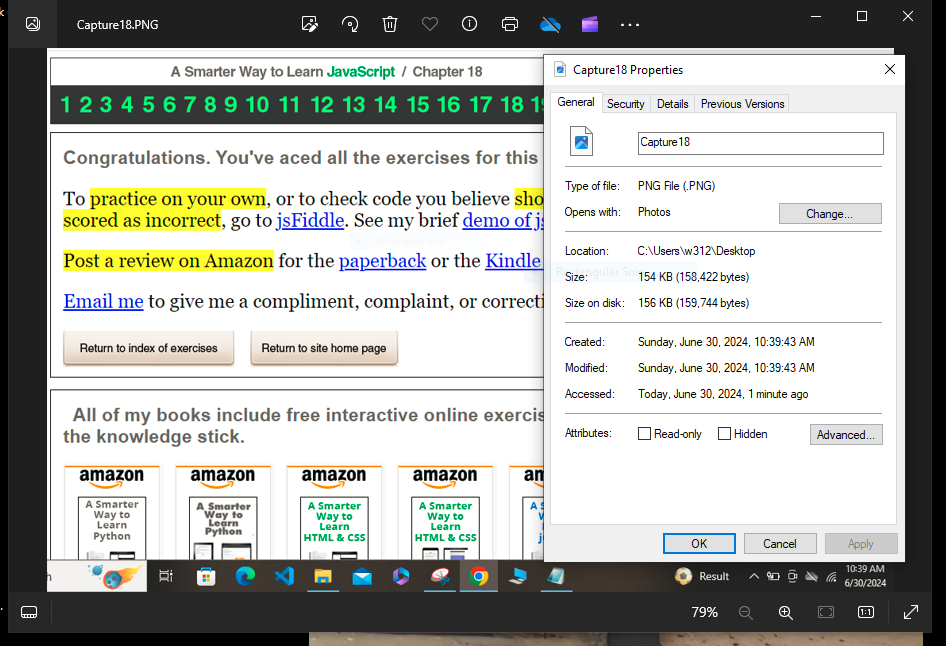 Capture18.PNG
A Smarter Way to Learn JavaScript / Chapter 18
1 2 3 4 5 6 7 8 9 10 11 12 13 14 15 16 17 18
Congratulations. You've aced all the exercises for this
To practice on your own, or to check code you believe
scored as incorrect, go to jsFiddle. See my brief demo of
Post a review on Amazon for the paperback or the Kindle
Email me to give me a compliment, complaint, or
Return to index of exercises
Return to site home page
All of my books include free interactive online
the knowledge stick.
amazon
amazon
amazon
amazon
A Smarter
Way to
Learn
Python
A Smarter
Way to
Learn
Python
A Smarter
Way to
Learn
HTML & CSS
A Smarter
Way to
Learn
HTML & CSS
Capture18 Properties
General
Security
Details
Previous Versions
Capture18
Type of file: PNG File (.PNG)
Opens with: Photos
Change...
Location: C:\Users\w312\Desktop
Rectangular
Size: 154 KB (158,422 bytes)
Size on disk: 156 KB (159,744 bytes)
Created: Sunday, June 30, 2024, 10:39:43 AM
Modified: Sunday, June 30, 2024, 10:39:43 AM
Accessed: Today, June 30, 2024, 1 minute ago
Attributes: Read-only Hidden
Advanced...
OK
Cancel
Apply
Result
10:39 AM
6/30/2024
79%
1:1